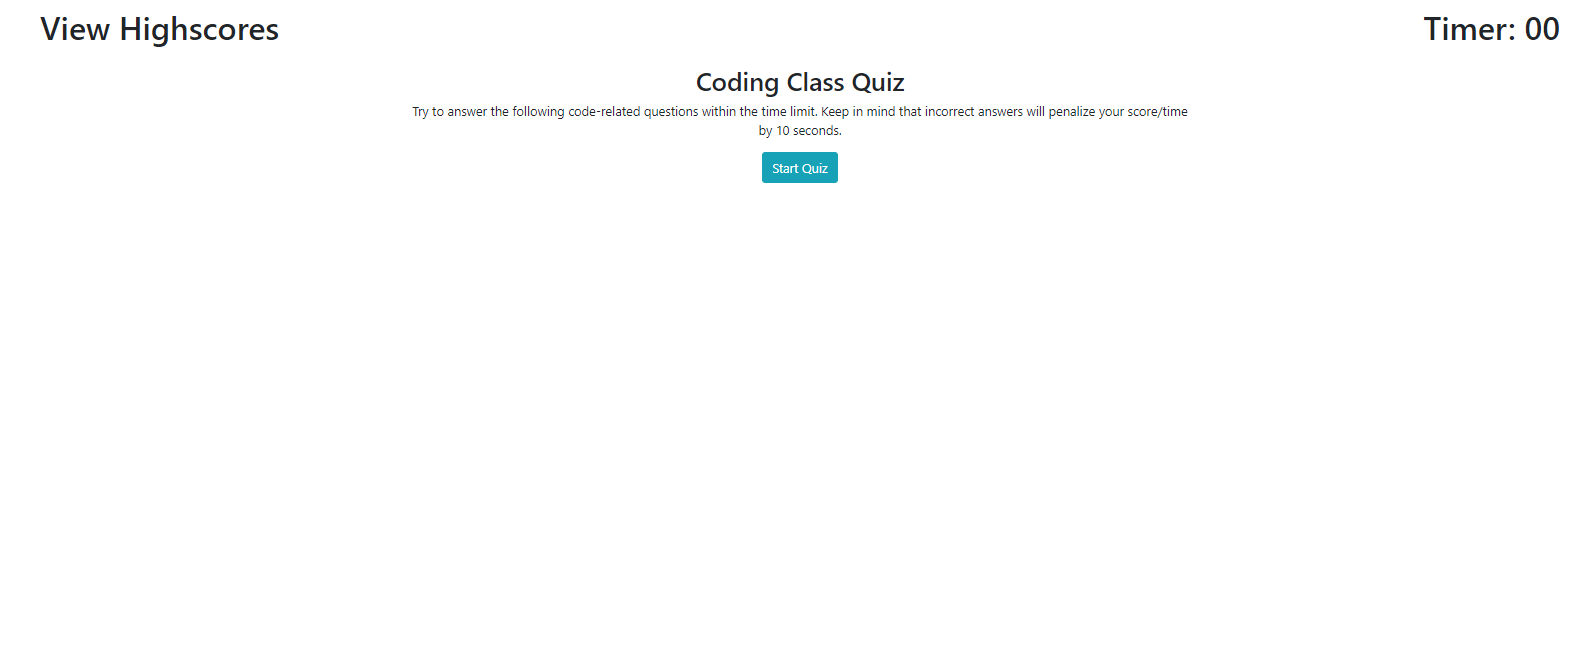 View Highscores
Timer: 00
Coding Class Quiz
Try to answer the following code-related questions within the time limit. Keep in mind that incorrect answers will penalize your score/time
by 10 seconds.
Start Quiz